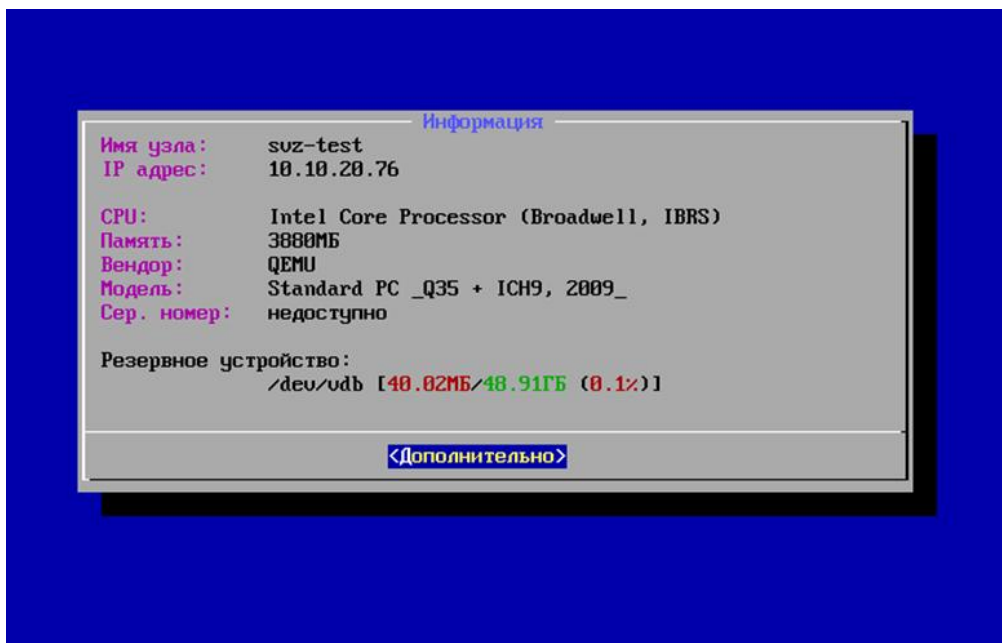 Информация
Имя узла: svz-test
IP адрес: 10.10.20.76
CPU: Intel Core Processor (Broadwell, IBRS)
Память: 3880МБ
Вендор: QEMU
Модель: Standard PC _Q35 + ICH9, 2009_
Сер. номер: недоступно
Резервное устройство:
/dev/vdb [40.02МБ/48.91ГБ (0.1%)]
<Дополнительно>